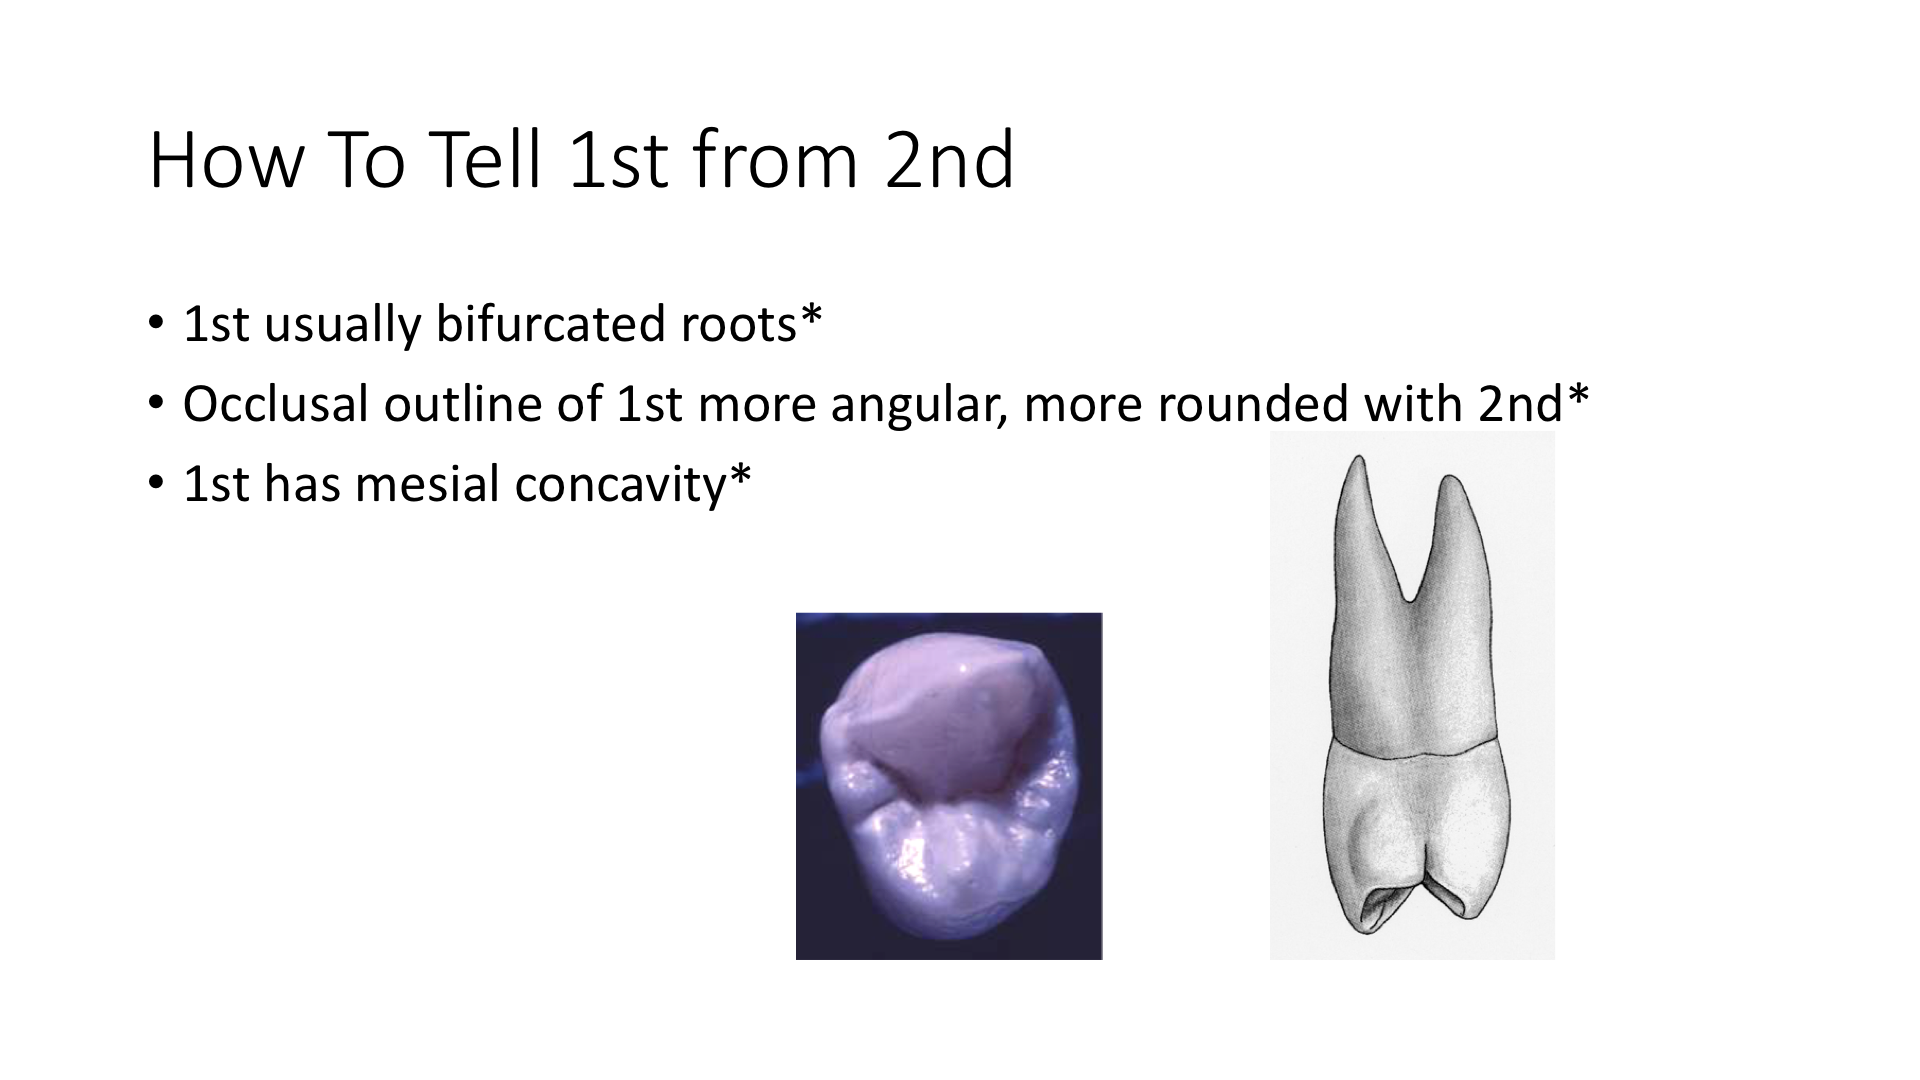 How To Tell 1st from 2nd
• 1st usually bifurcated roots*
• Occlusal outline of 1st more angular, more rounded with 2nd*
• 1st has mesial concavity*